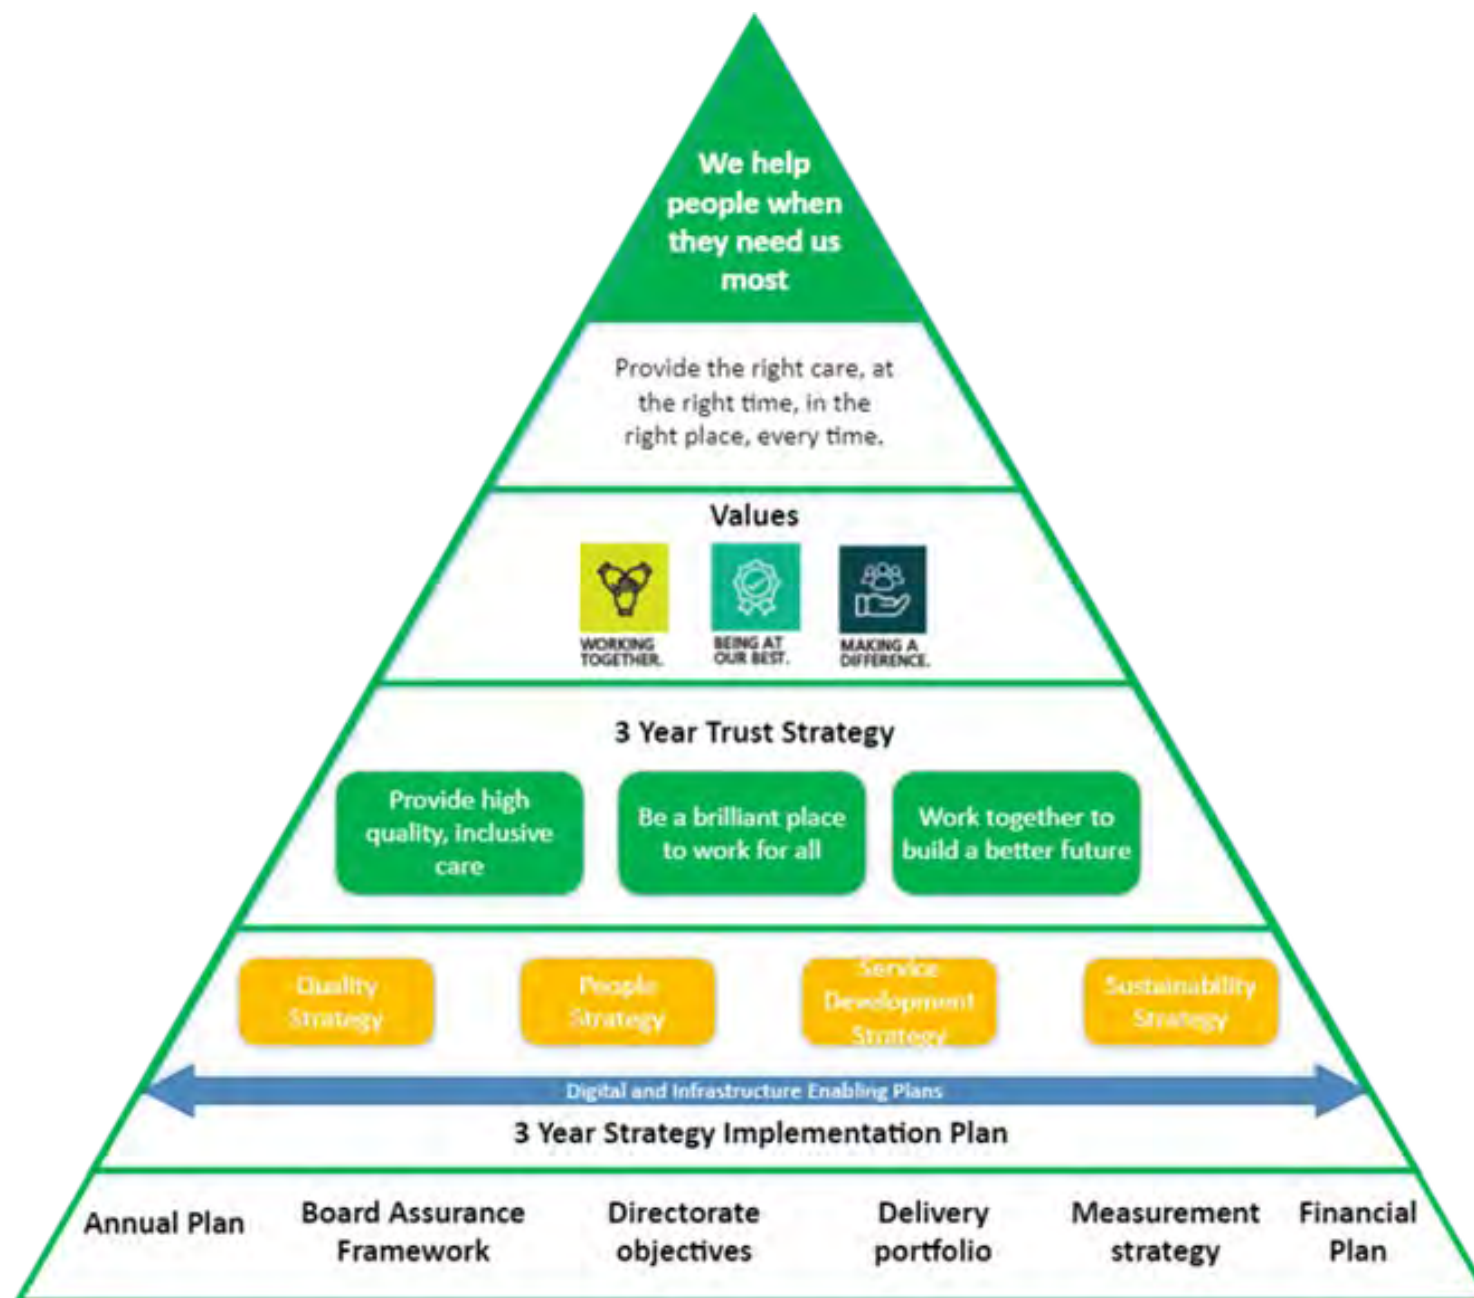 We help
people when
they need us
most
Provide the right care, at
the right time, in the
right place, every time.
Values
WORKING
TOGETHER.
BEING AT
OUR BEST.
MAKING A
DIFFERENCE.
3 Year Trust Strategy
Provide high
quality, inclusive
care
Be a brilliant place
to work for all
Work together to
build a better future
Quality
Strategy
People
Strategy
Service
Development
Strategy
Sustainability
Strategy
Digital and Infrastructure Enabling Plans
3 Year Strategy Implementation Plan
Annual Plan
Board Assurance
Framework
Directorate
objectives
Delivery
portfolio
Measurement
strategy
Financial
Plan